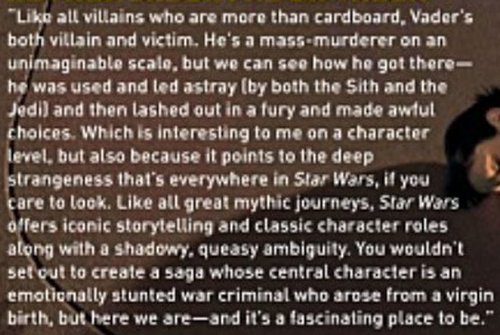 "Like all villains who are more than cardboard, Vader's
both villain and victim. He's a mass-murderer on an
unimaginable scale, but we can see how he got there—
he was used and led astray (by both the Sith and the
Jedi) and then lashed out in a fury and made awful
choices. Which is interesting to me on a character
level, but also because it points to the deep
strangeness that's everywhere in Star Wars, if you
care to look. Like all great mythic journeys, Star Wars
offers iconic storytelling and classic character roles
along with a shadowy, queasy ambiguity. You wouldn't
set out to create a saga whose central character is an
emotionally stunted war criminal who arose from a virgin
birth, but here we are—and it's a fascinating place to be."